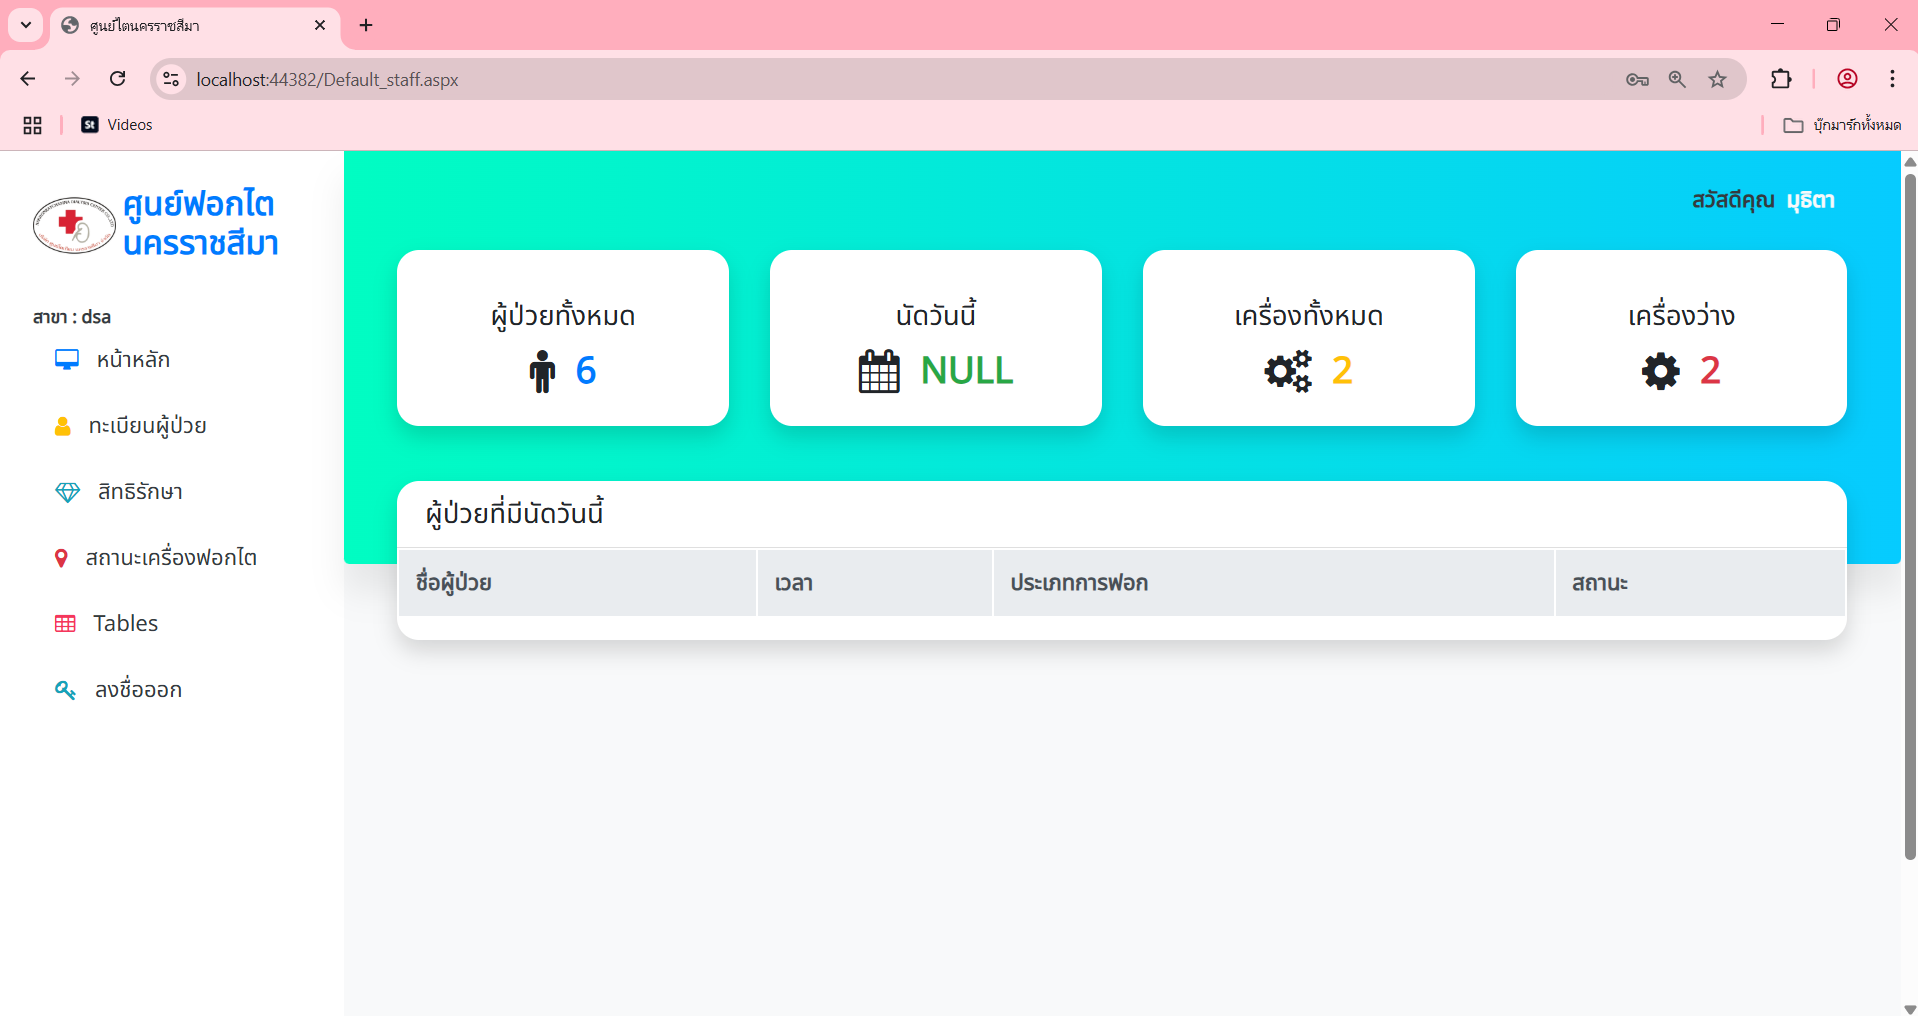 ศูนย์ไตนครราชสีมา
localhost:44382/Default_staff.aspx
St Videos
บุ๊กมาร์กทั้งหมด
ศูนย์ฟอกไต
นครราชสีมา
สวัสดีคุณ มุธิตา
สาขา : dsa
หน้าหลัก
ทะเบียนผู้ป่วย
สิทธิรักษา
สถานะเครื่องฟอกไต
Tables
ลงชื่อออก
ผู้ป่วยทั้งหมด
6
นัดวันนี้
NULL
เครื่องทั้งหมด
2
เครื่องว่าง
2
ผู้ป่วยที่มีนัดวันนี้
ชื่อผู้ป่วย เวลา ประเภทการฟอก สถานะ